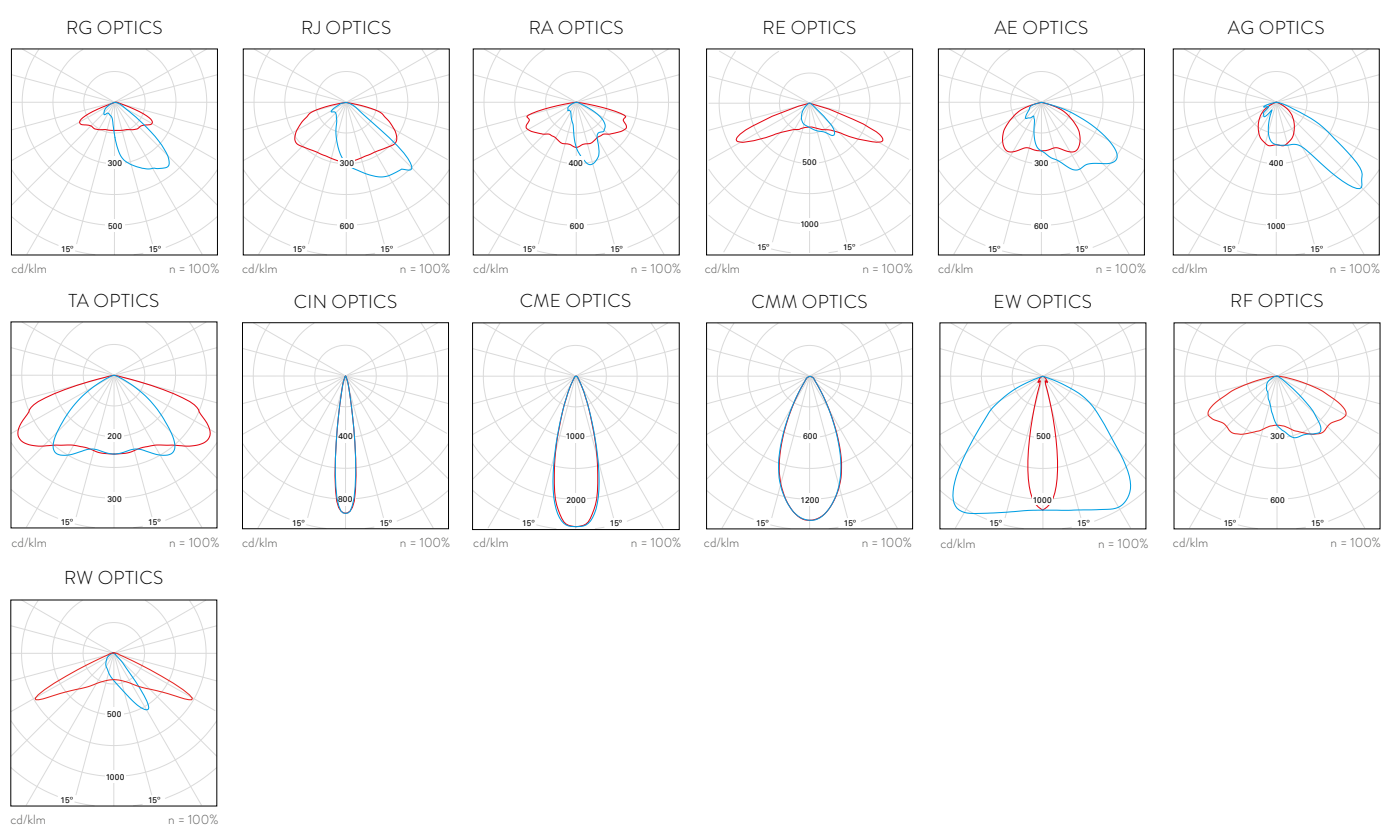 RG OPTICS
RJ OPTICS
RA OPTICS
RE OPTICS
AE OPTICS
AG OPTICS
300
500
15°
15°
300
600
15°
15°
400
600
15°
15°
500
1000
15°
15°
300
600
15°
15°
400
1000
15°
15°
cd/klm
n = 100%
cd/klm
n = 100%
cd/klm
n = 100%
cd/klm
n = 100%
cd/klm
n = 100%
cd/klm
n = 100%
TA OPTICS
CIN OPTICS
CME OPTICS
CMM OPTICS
EW OPTICS
RF OPTICS
200
300
15°
15°
400
800
15°
15°
1000
2000
15°
15°
600
1200
15°
15°
500
1000
15°
15°
300
600
15°
15°
cd/klm
n = 100%
cd/klm
n = 100%
cd/klm
n = 100%
cd/klm
n = 100%
cd/klm
n = 100%
cd/klm
n = 100%
RW OPTICS
500
1000
15°
15°
cd/klm
n = 100%